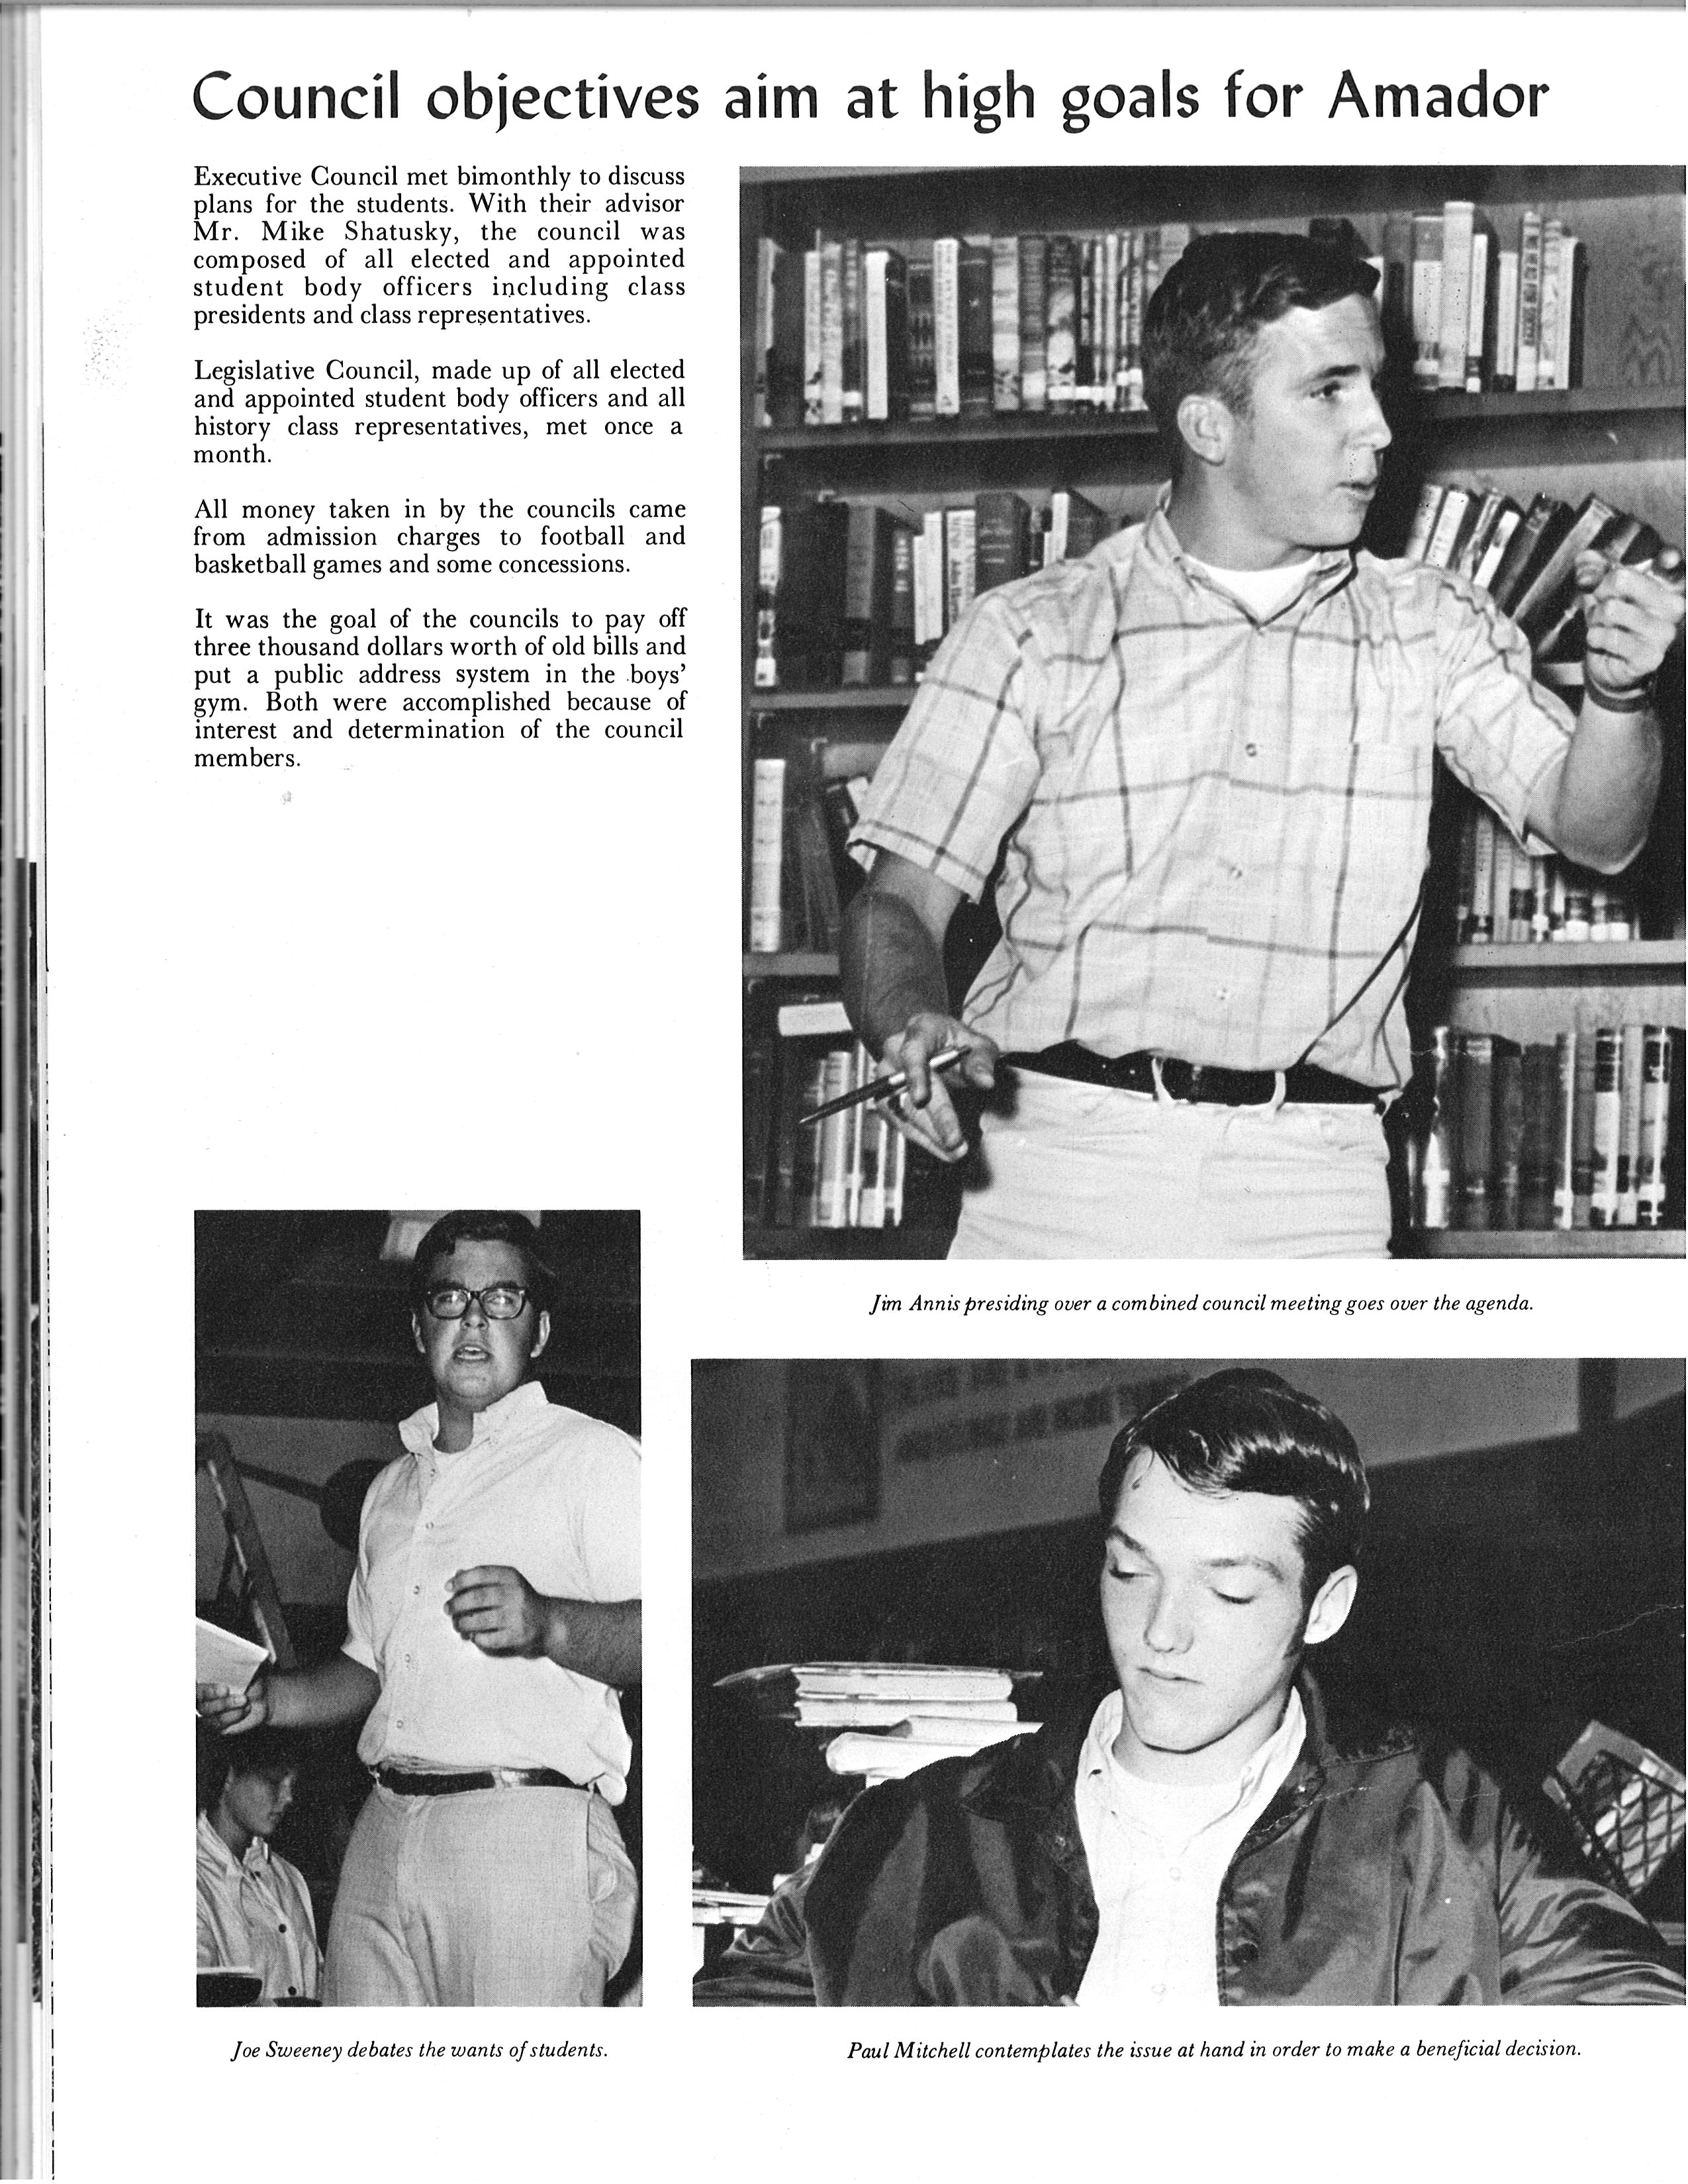 Council objectives aim at high goals for Amador
Executive Council met bimonthly to discuss
plans for the students. With their advisor
Mr. Mike Shatusky, the council was
composed of all elected and appointed
student body officers including class
presidents and class representatives.
Legislative Council, made up of all elected
and appointed student body officers and all
history class representatives, met once a
month.
All money taken in by the councils came
from admission charges to football and
basketball games and some concessions.
It was the goal of the councils to pay off
three thousand dollars worth of old bills and
put a public address system in the boys'
gym. Both were accomplished because of
interest and determination of the council
members.
Jim Annis presiding over a combined council meeting goes over the agenda.
Joe Sweeney debates the wants of students.
Paul Mitchell contemplates the issue at hand in order to make a beneficial decision.